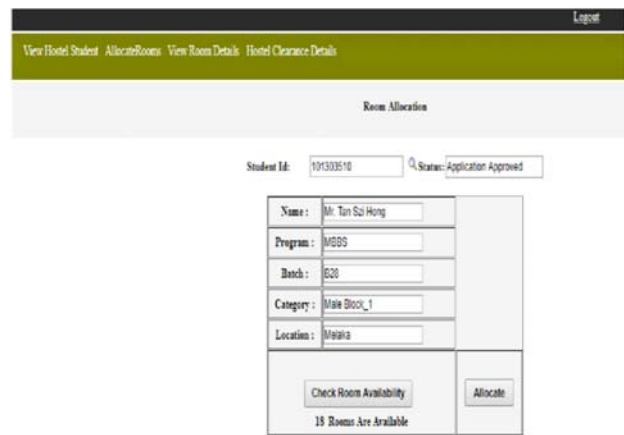 Logout
View Hostel Student AllocateRooms View Room Details Hostel Clearance Details
Room Allocation
Student Id: 101303510 Status: Application Approved
Name : Mr. Tan Szi Hong
Program : MBBS
Batch : B28
Category : Male Block_1
Location : Melaka
Check Room Availability Allocate
18 Rooms Are Available